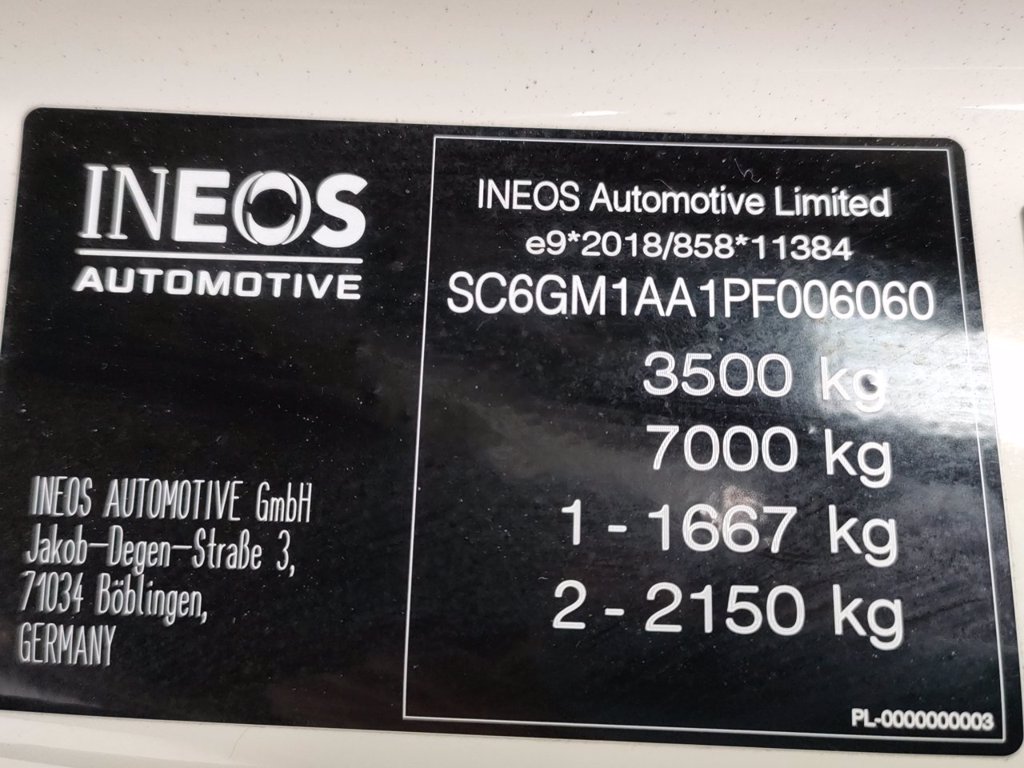 INEOS
AUTOMOTIVE
INEOS AUTOMOTIVE GmbH
Jakob-Degen-Straße 3,
71034 Böblingen,
GERMANY
INEOS Automotive Limited
e9*2018/858*11384
SC6GM1AA1PF006060
3500 kg
7000 kg
1 - 1667 kg
2 - 2150 kg
PL-0000000003